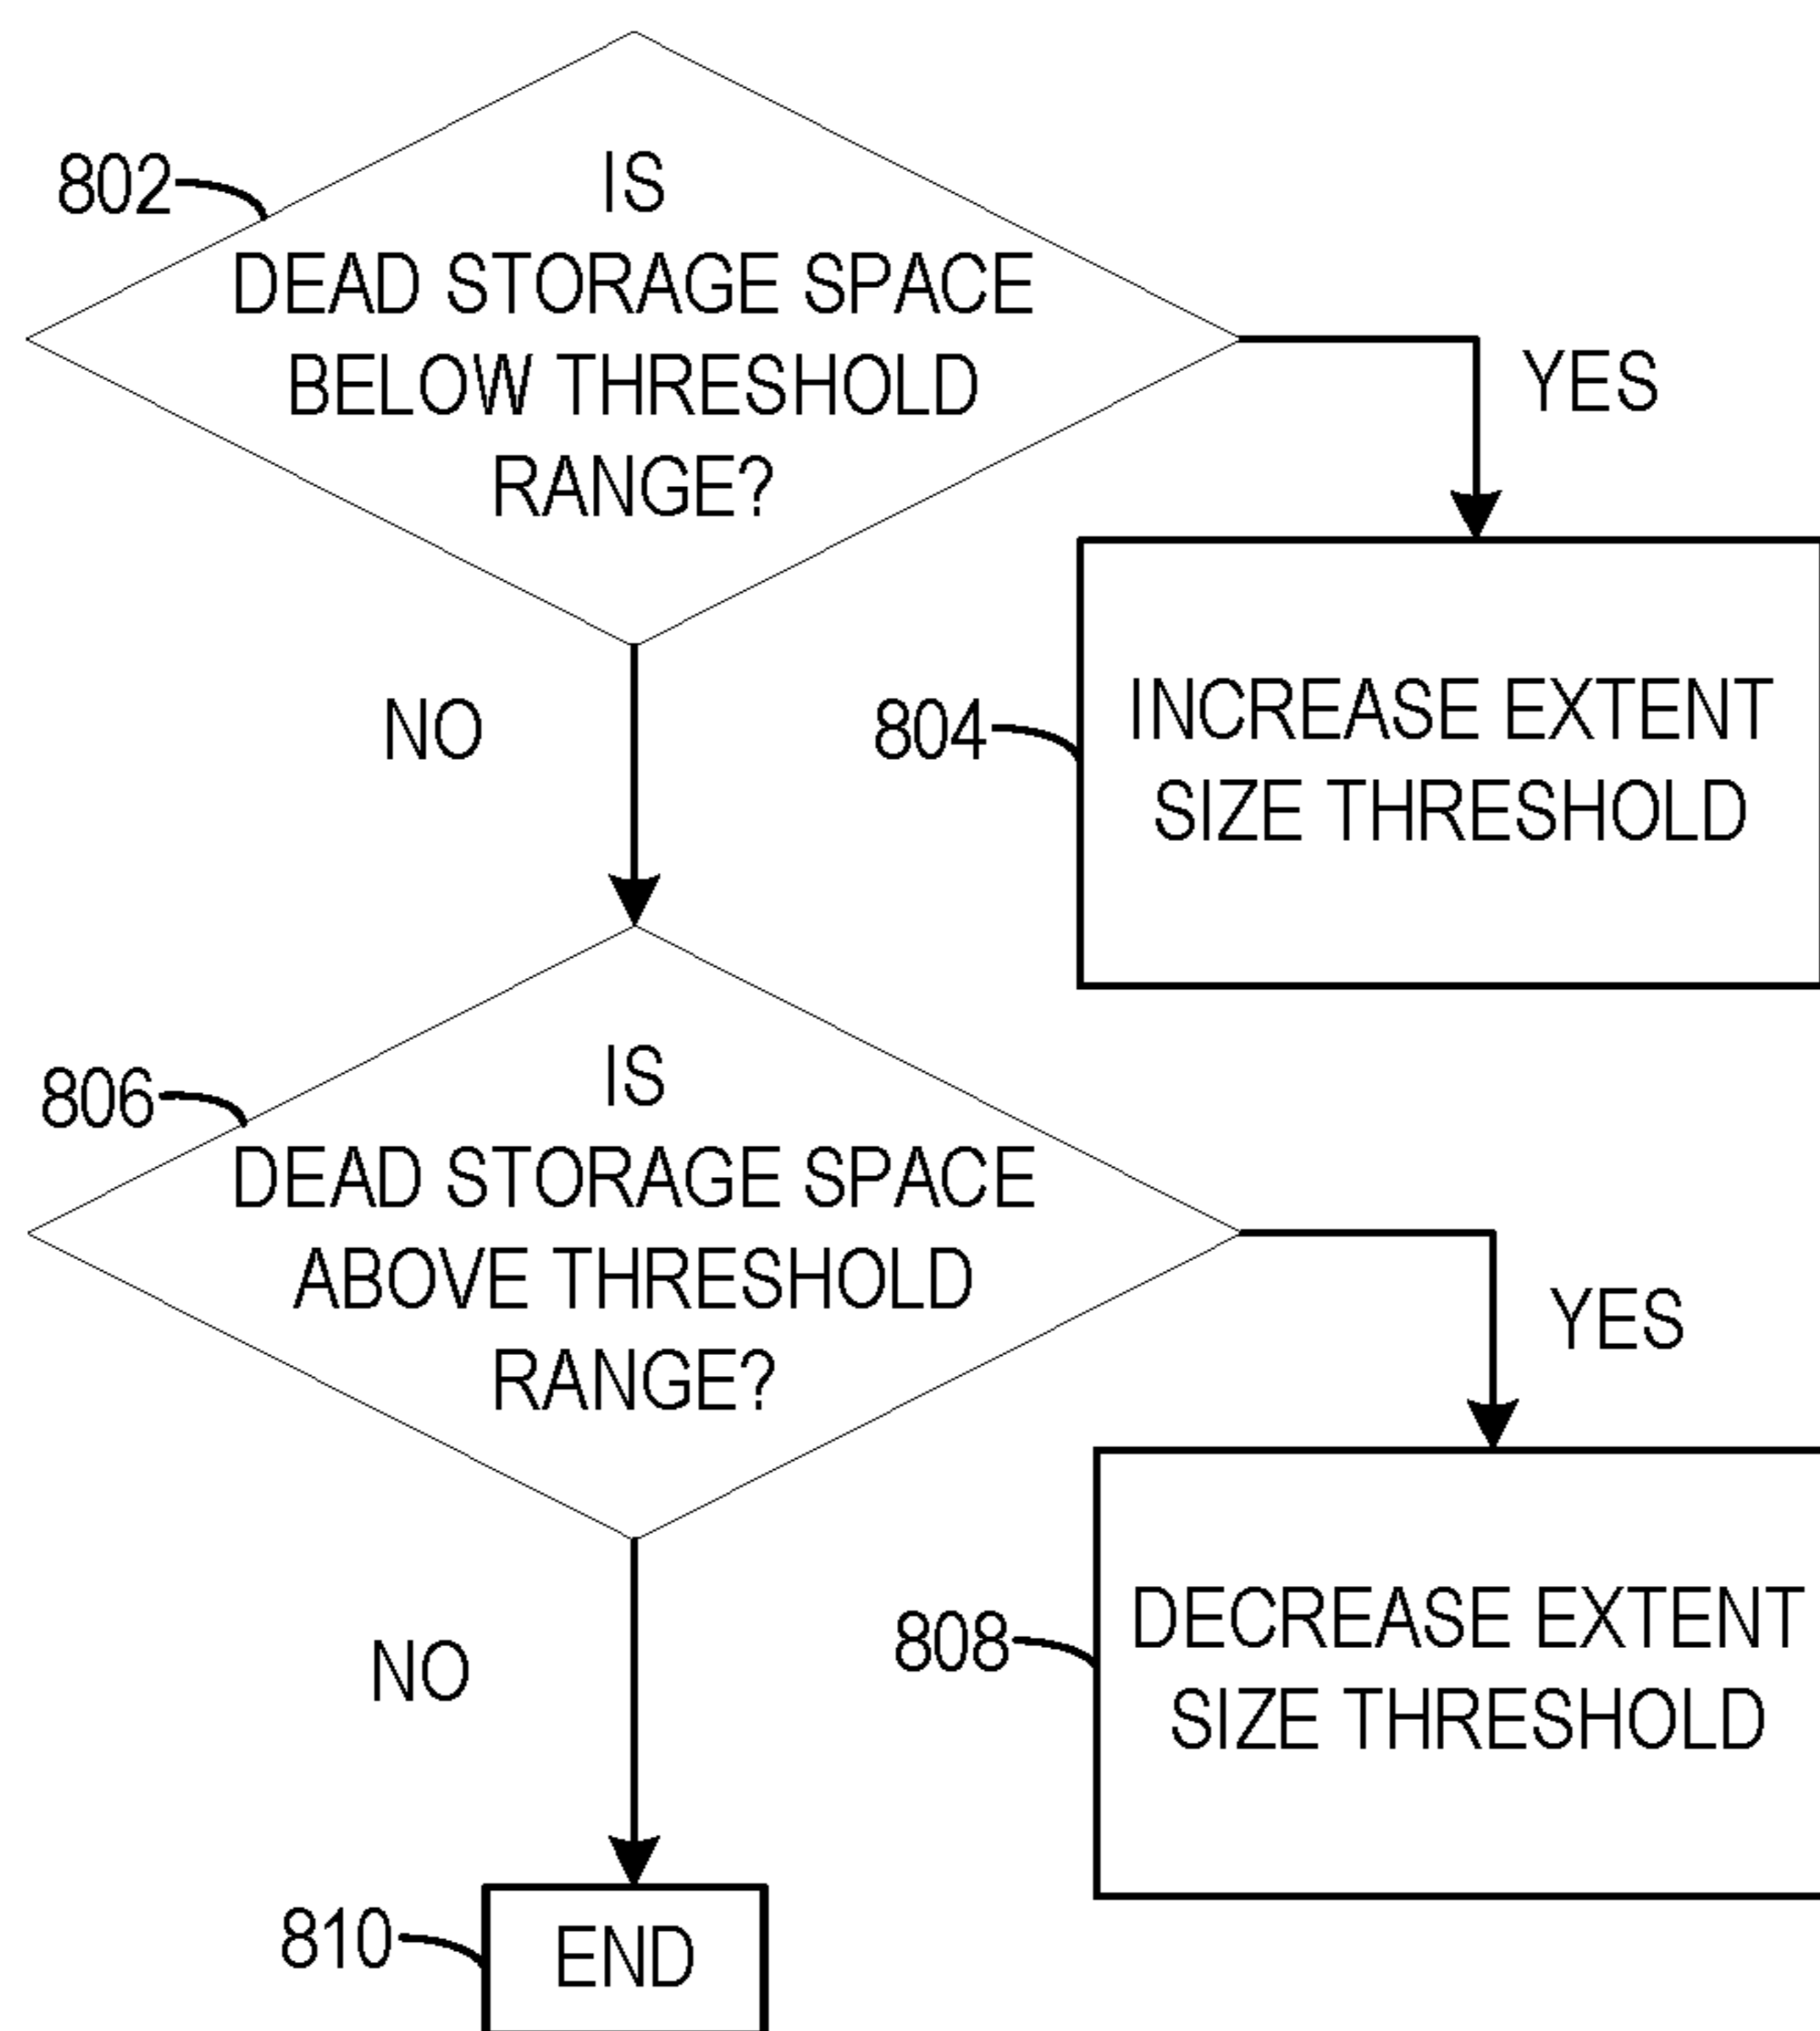 802
IS
DEAD STORAGE SPACE
BELOW THRESHOLD
RANGE?
YES
NO
804
INCREASE EXTENT
SIZE THRESHOLD
806
IS
DEAD STORAGE SPACE
ABOVE THRESHOLD
RANGE?
YES
NO
808
DECREASE EXTENT
SIZE THRESHOLD
810
END